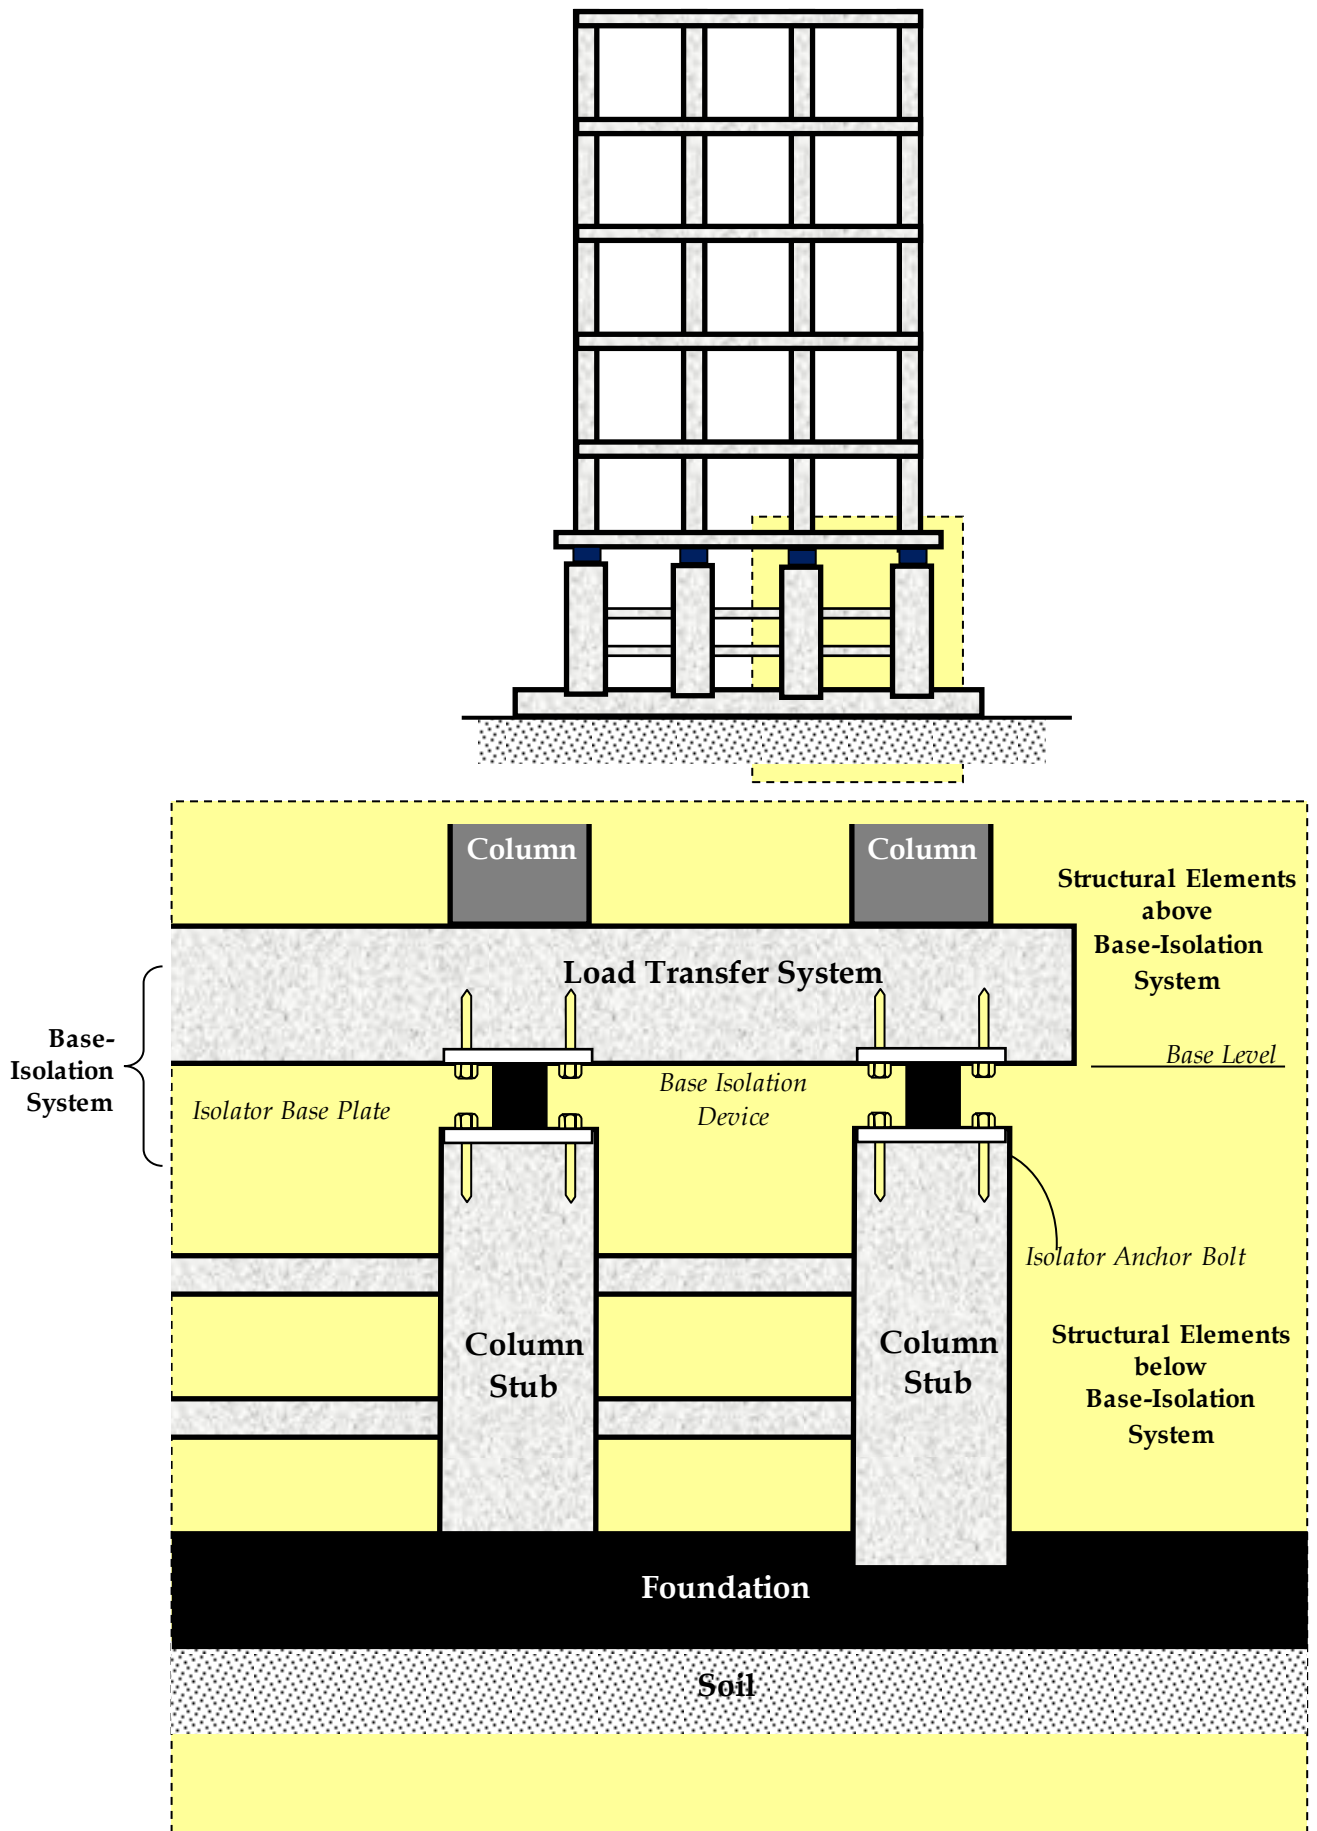 Column
Column
Structural Elements
above
Base-Isolation
System
Load Transfer System
Base-
Isolation
System
Base Level
Isolator Base Plate
Base Isolation
Device
Isolator Anchor Bolt
Column
Stub
Column
Stub
Structural Elements
below
Base-Isolation
System
Foundation
Soil